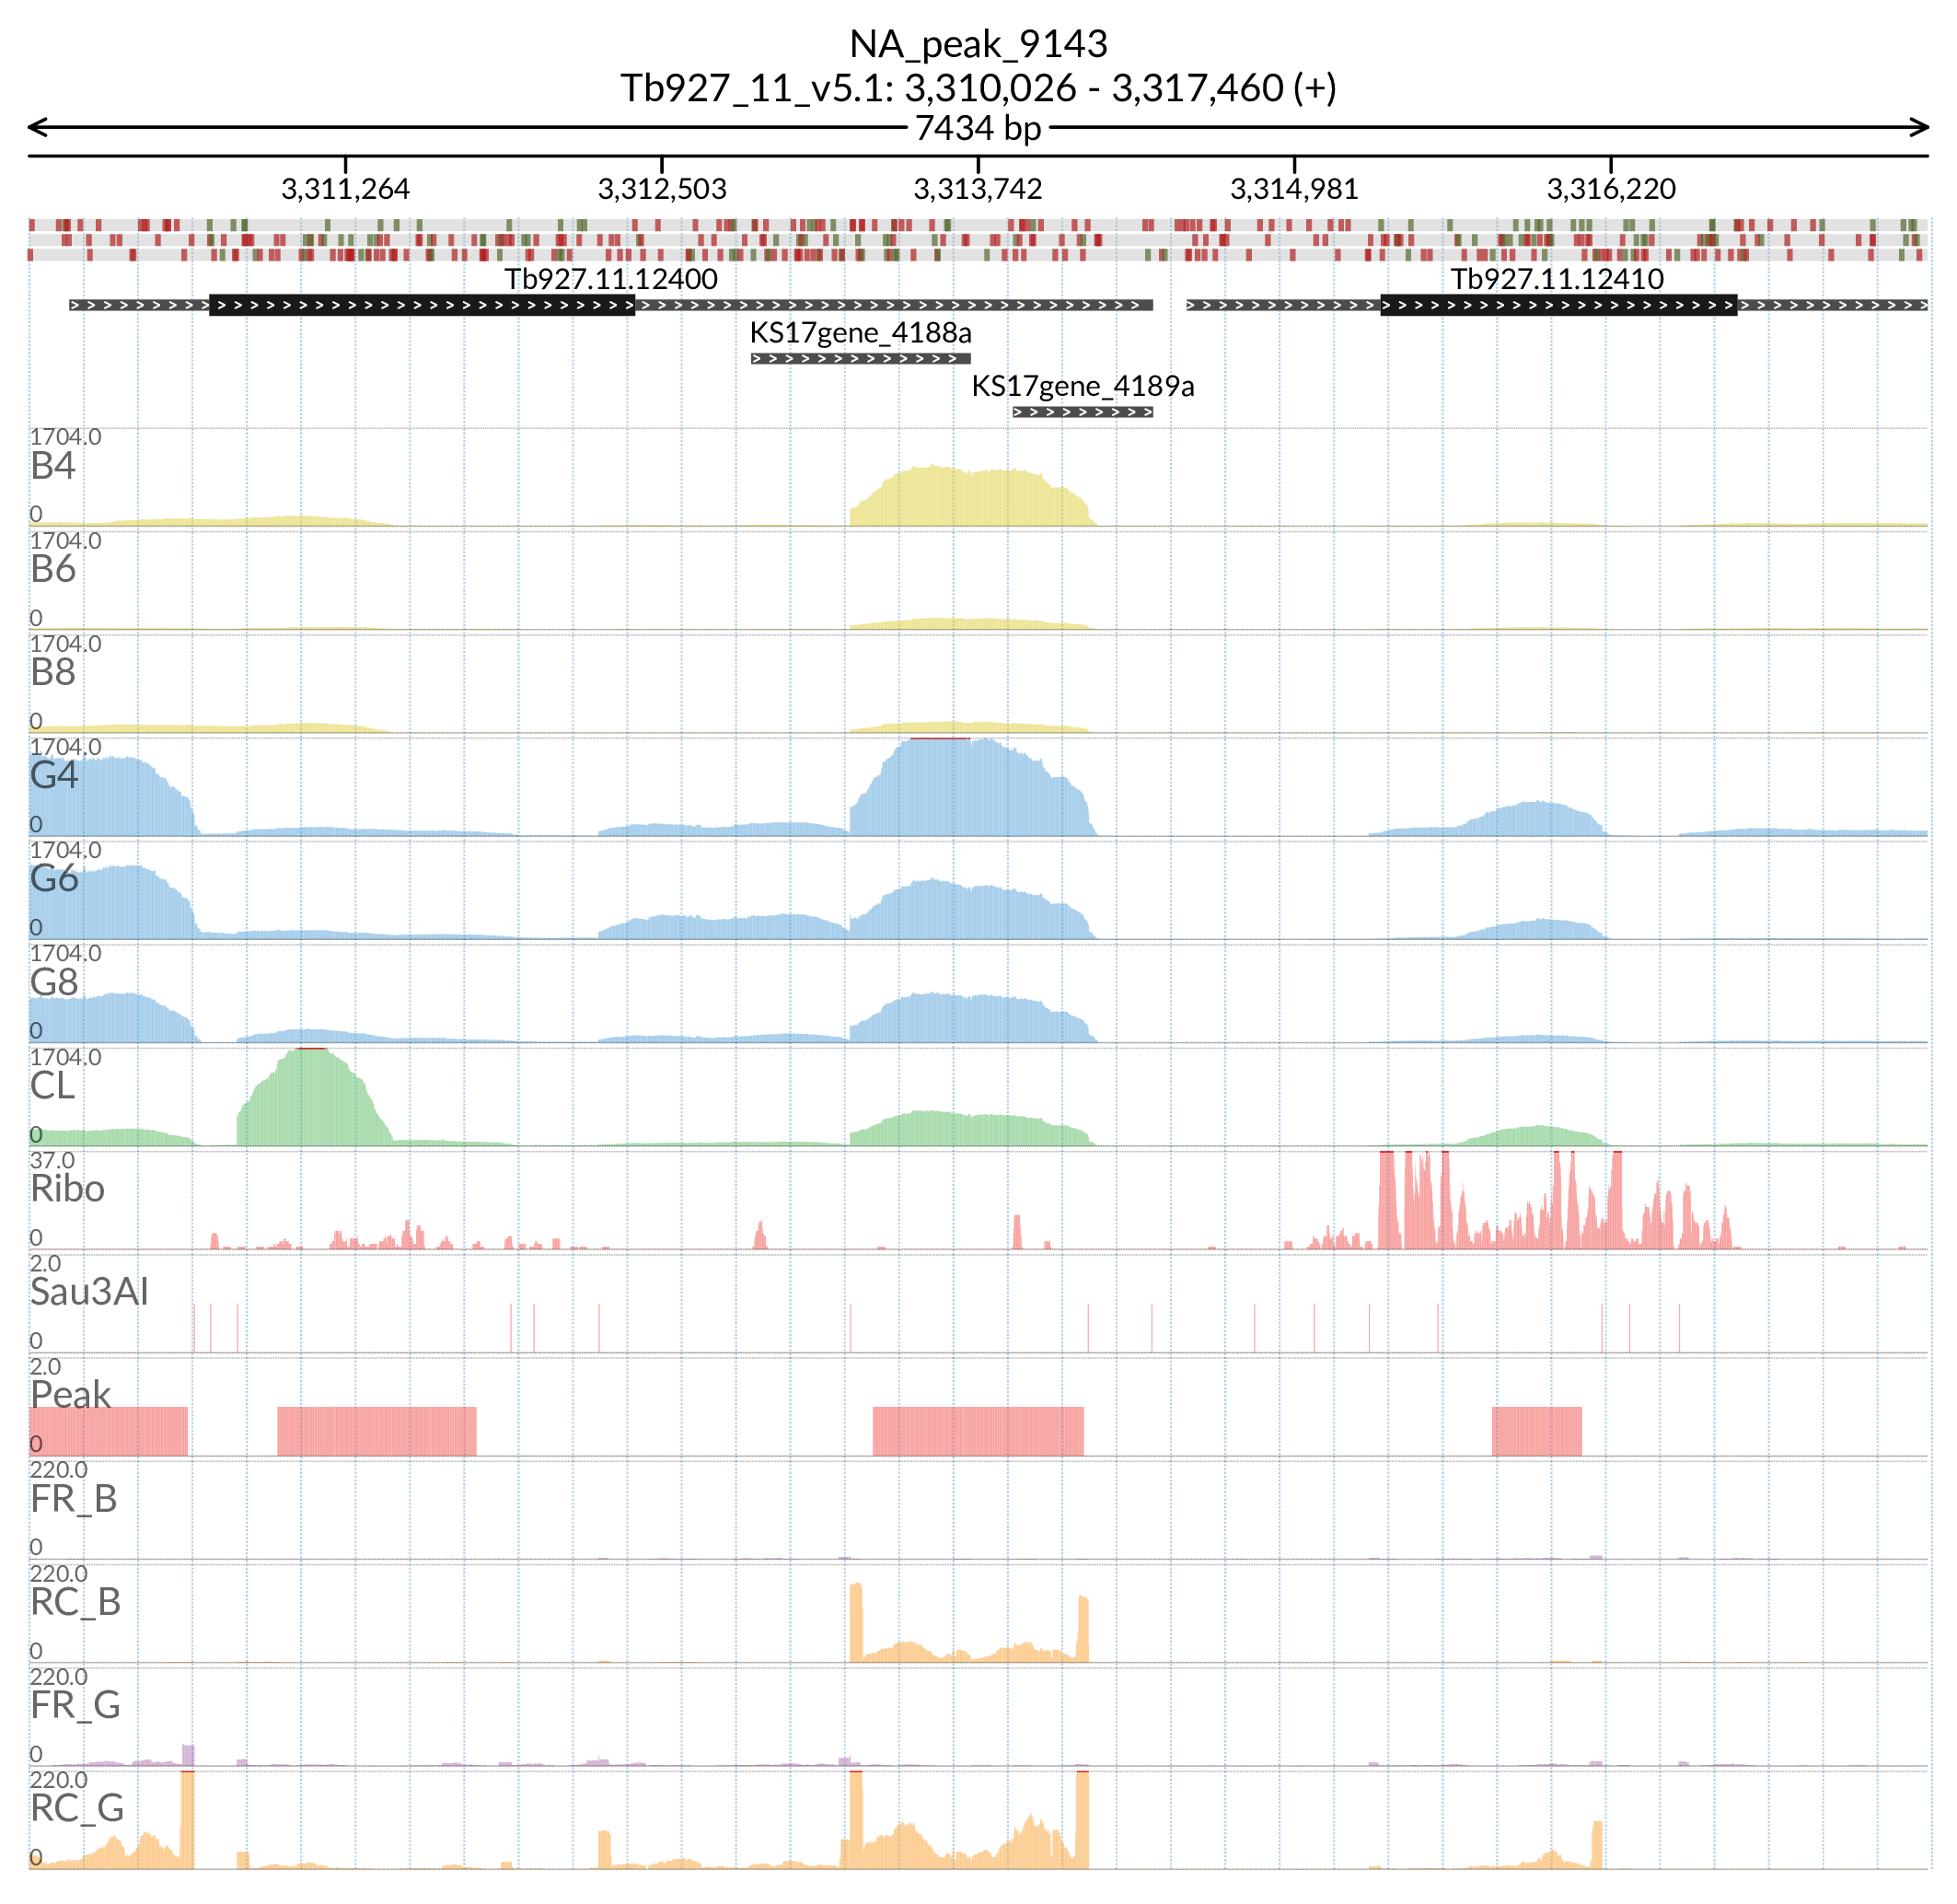 NA_peak_9143
Tb927_11_v5.1: 3,310,026 - 3,317,460 (+)
7434 bp
3,311,264 3,312,503 3,313,742 3,314,981 3,316,220
Tb927.11.12400 Tb927.11.12410
KS17gene_4188a
KS17gene_4189a
1704.0
B4
0
1704.0
B6
0
1704.0
B8
0
1704.0
G4
0
1704.0
G6
0
1704.0
G8
0
1704.0
CL
0
37.0
Ribo
0
2.0
Sau3AI
0
2.0
Peak
0
220.0
FR_B
0
220.0
RC_B
0
220.0
FR_G
0
220.0
RC_G
0